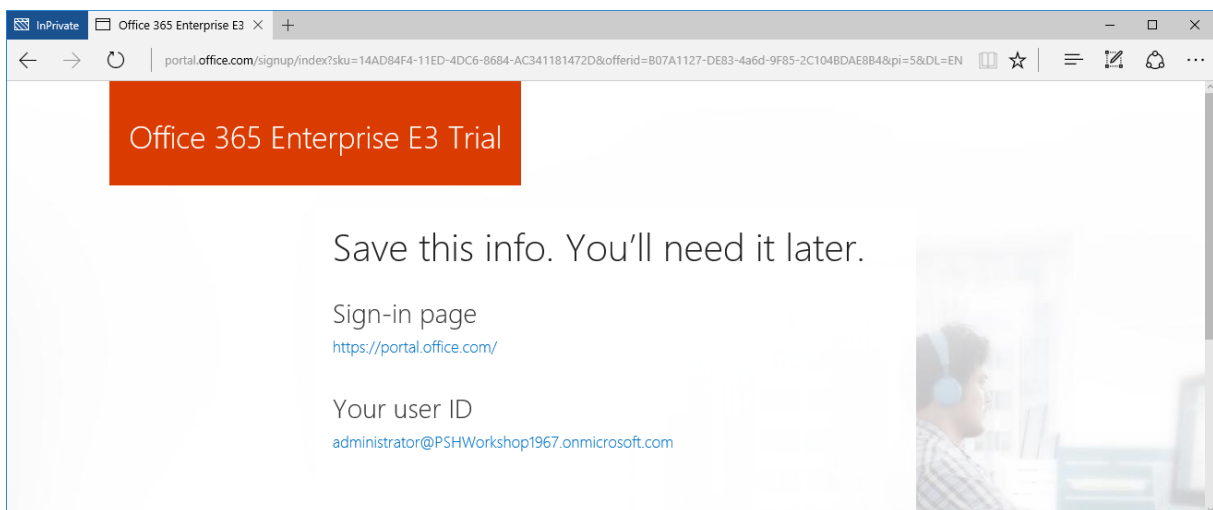 InPrivate
Office 365 Enterprise E3
portal.office.com/signup/index?sku=14AD84F4-11ED-4DC6-8684-AC341181472D&offerid=B07A1127-DE83-4a6d-9F85-2C104BDAE8B4&pi=5&DL=EN
Office 365 Enterprise E3 Trial
Save this info. You'll need it later.
Sign-in page
https://portal.office.com/
Your user ID
administrator@PSHWorkshop1967.onmicrosoft.com